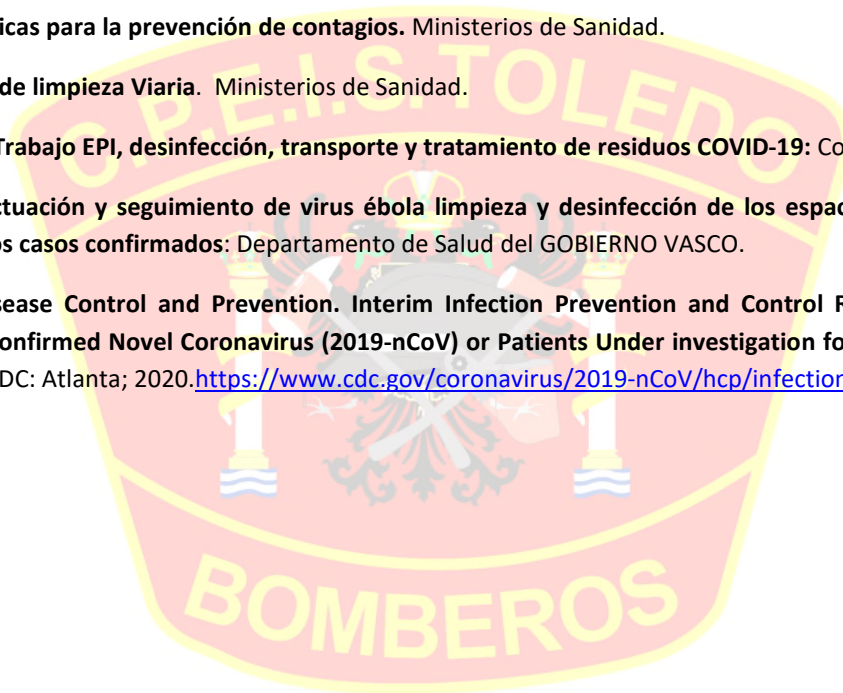 icas para la prevención de contagios. Ministerios de Sanidad.
de limpieza Viaria. Ministerios de Sanidad.
Trabajo EPI, desinfección, transporte y tratamiento de residuos COVID-19: Co
ctuación y seguimiento de virus ébola limpieza y desinfección de los espac
os casos confirmados: Departamento de Salud del GOBIERNO VASCO.
sease Control and Prevention. Interim Infection Prevention and Control R
onfirmed Novel Coronavirus (2019-nCoV) or Patients Under investigation fo
DC: Atlanta; 2020.https://www.cdc.gov/coronavirus/2019-nCoV/hcp/infection
C.P.E.I.S. TOLEDO
BOMBEROS